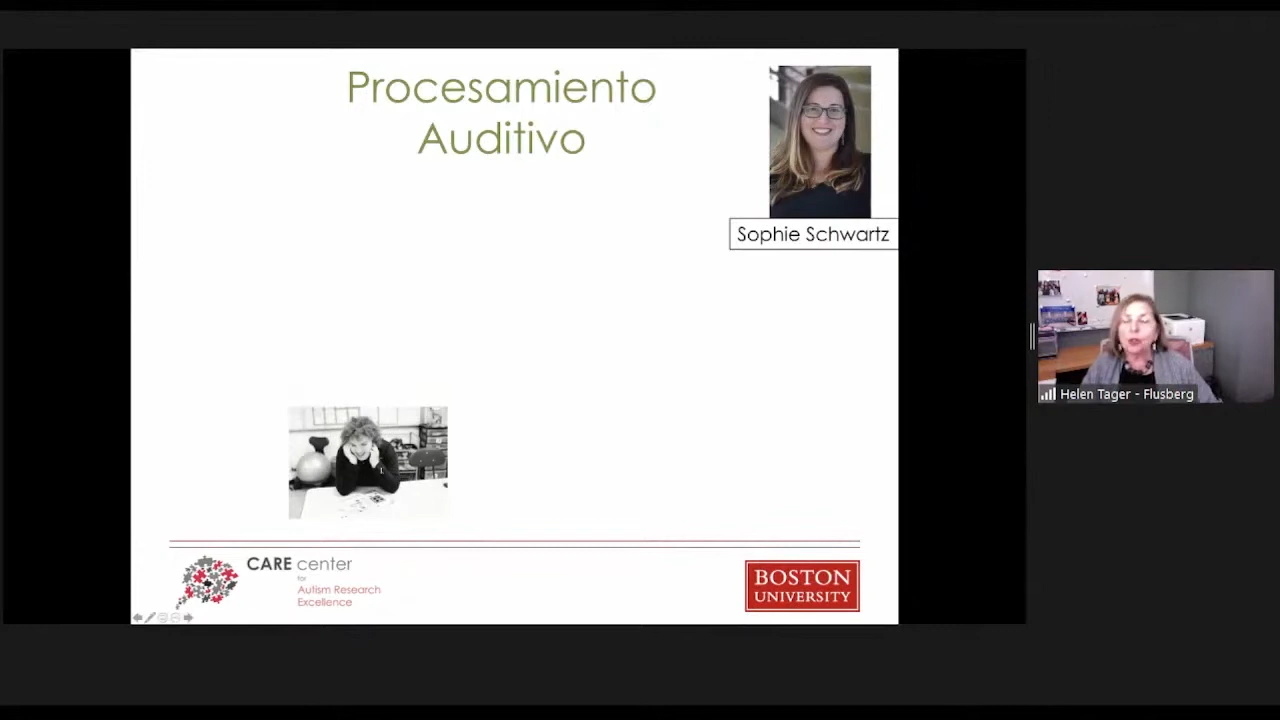 Procesamiento
Auditivo
Sophie Schwartz
Helen Tager - Flusberg
CARE center
for
Autism Research
Excellence
BOSTON
UNIVERSITY